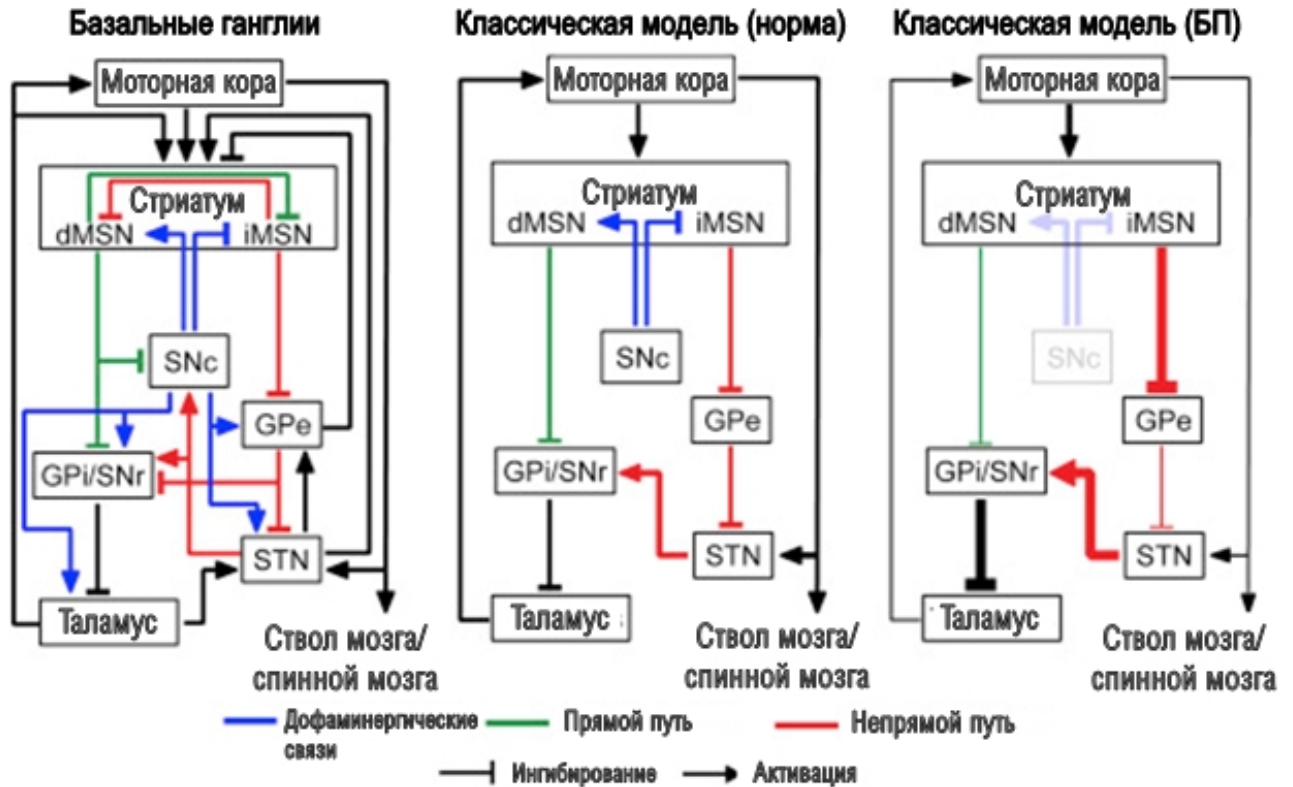 Базальные ганглии
Моторная кора
Стриатум
dMSN
iMSN
SNc
GPe
GPi/SNr
STN
Таламус
Ствол мозга/
спинной мозга
Классическая модель (норма)
Моторная кора
Стриатум
dMSN
iMSN
SNc
GPe
GPi/SNr
STN
Таламус
Ствол мозга/
спинной мозга
Классическая модель (БП)
Моторная кора
Стриатум
dMSN
iMSN
SNc
GPe
GPi/SNr
STN
Таламус
Ствол мозга/
спинной мозга
Дофаминергические
связи
Прямой путь
Непрямой путь
Ингибирование
Активация